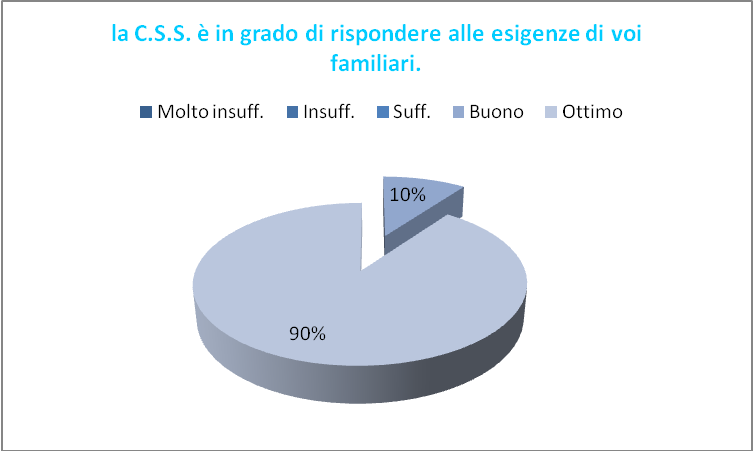 la C.S.S. è in grado di rispondere alle esigenze di voi
familiari.
Molto insuff. Insuff. Suff. Buono Ottimo
10%
90%